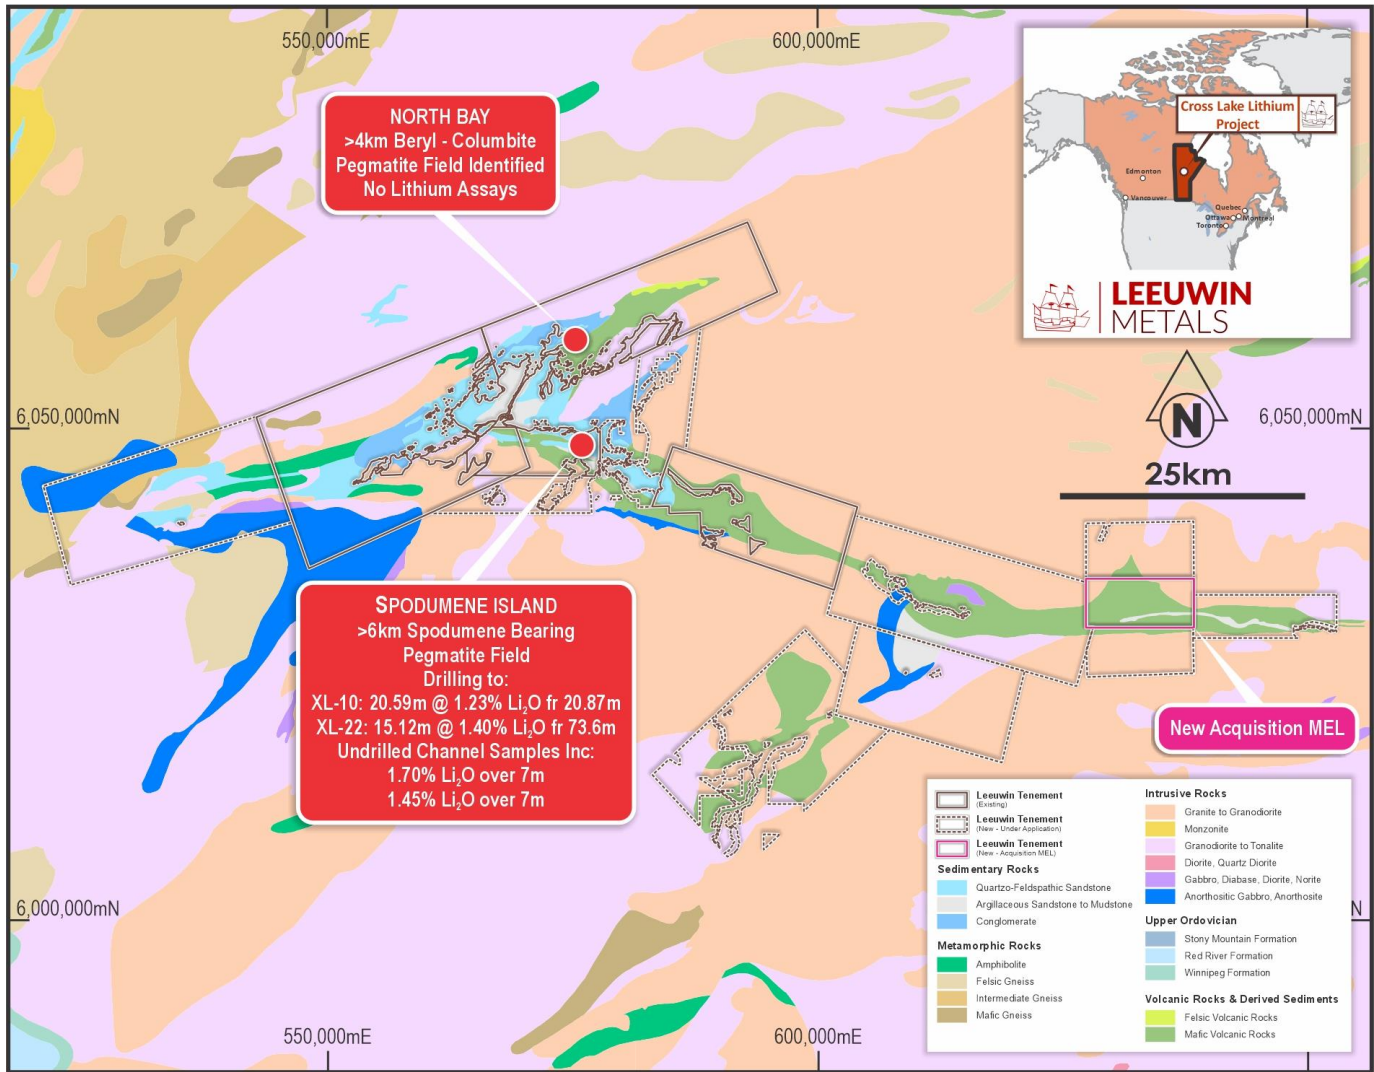 550,000mE
600,000mE
NORTH BAY
>4km Beryl - Columbite
Pegmatite Field Identified
No Lithium Assays
Cross Lake Lithium
Project
Edmonton
Vancouver
Quebec
Ottawa
Montreal
Toronto
LEEUWIN
METALS
6,050,000mN
6,050,000mN
N
25km
SPODUMENE ISLAND
>6km Spodumene Bearing
Pegmatite Field
Drilling to:
XL-10: 20.59m @ 1.23% Li₂O fr 20.87m
XL-22: 15.12m @ 1.40% Li₂O fr 73.6m
Undrilled Channel Samples Inc:
1.70% Li₂O over 7m
1.45% Li₂O over 7m
New Acquisition MEL
Leeuwin Tenement
(Existing)
Leeuwin Tenement
(New - Under Application)
Leeuwin Tenement
(New - Acquisition MEL)
Sedimentary Rocks
Quartzo-Feldspathic Sandstone
Argillaceous Sandstone to Mudstone
Conglomerate
Metamorphic Rocks
Amphibolite
Felsic Gneiss
Intermediate Gneiss
Mafic Gneiss
Intrusive Rocks
Granite to Granodiorite
Monzonite
Granodiorite to Tonalite
Diorite, Quartz Diorite
Gabbro, Diabase, Diorite, Norite
Anorthositic Gabbro, Anorthosite
Upper Ordovician
Stony Mountain Formation
Red River Formation
Winnipeg Formation
Volcanic Rocks & Derived Sediments
Felsic Volcanic Rocks
Mafic Volcanic Rocks
6,000,000mN
N
550,000mE
600,000mE